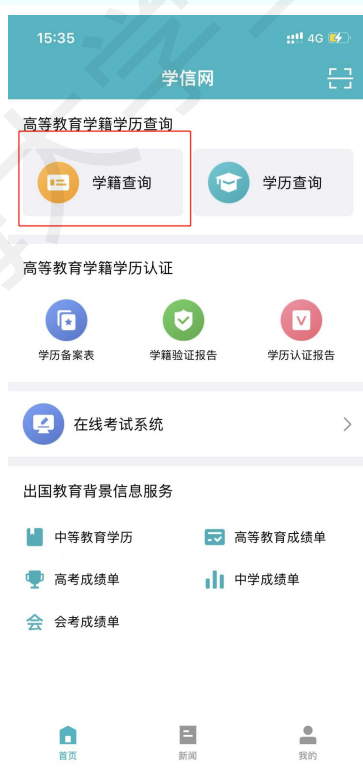 15:35 4G
学信网
高等教育学籍学历查询
学籍查询 学历查询
高等教育学籍学历认证
学历备案表 学籍验证报告 学历认证报告
在线考试系统
出国教育背景信息服务
中等教育学历 高等教育成绩单
高考成绩单 中学成绩单
会 会考成绩单
首页 新闻 我的